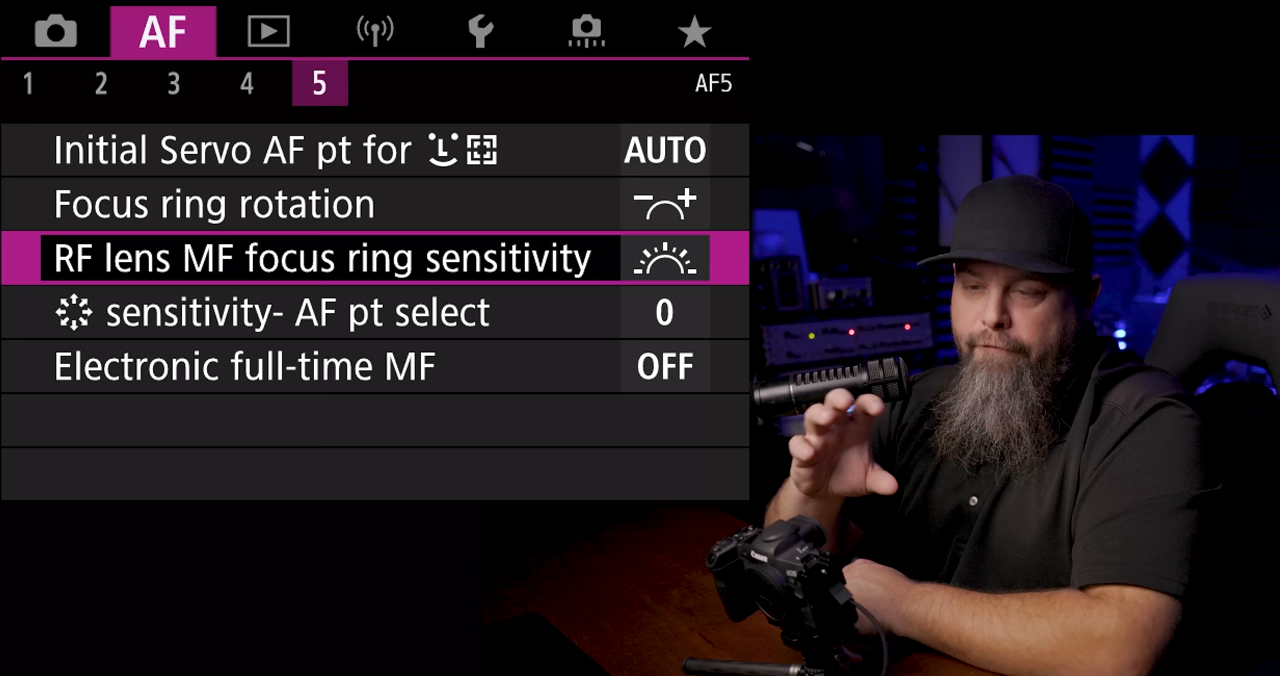 AF
1 2 3 4 5 AF5
Initial Servo AF pt for AUTO
Focus ring rotation
RF lens MF focus ring sensitivity
sensitivity- AF pt select 0
Electronic full-time MF OFF
Canon